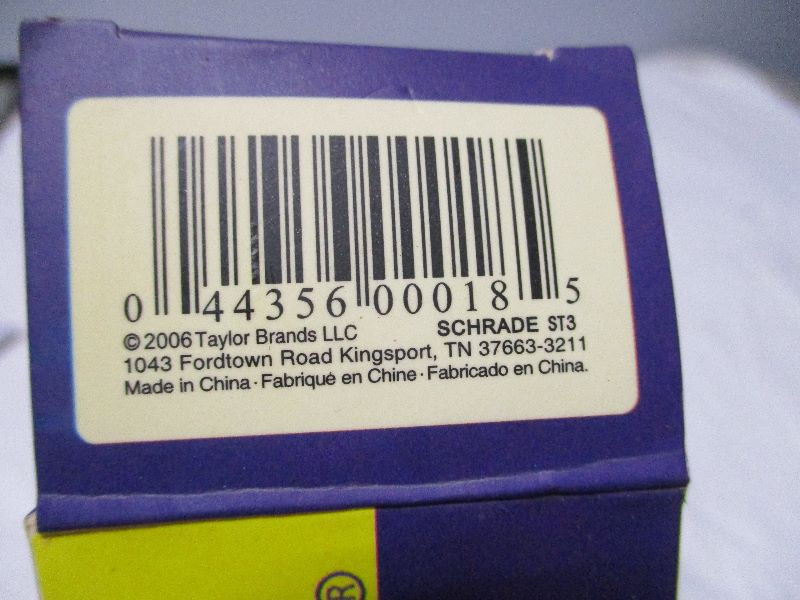 0 44356 00018 5
© 2006 Taylor Brands LLC SCHRADE ST3
1043 Fordtown Road Kingsport, TN 37663-3211
Made in China · Fabriqué en Chine · Fabricado en China.
®